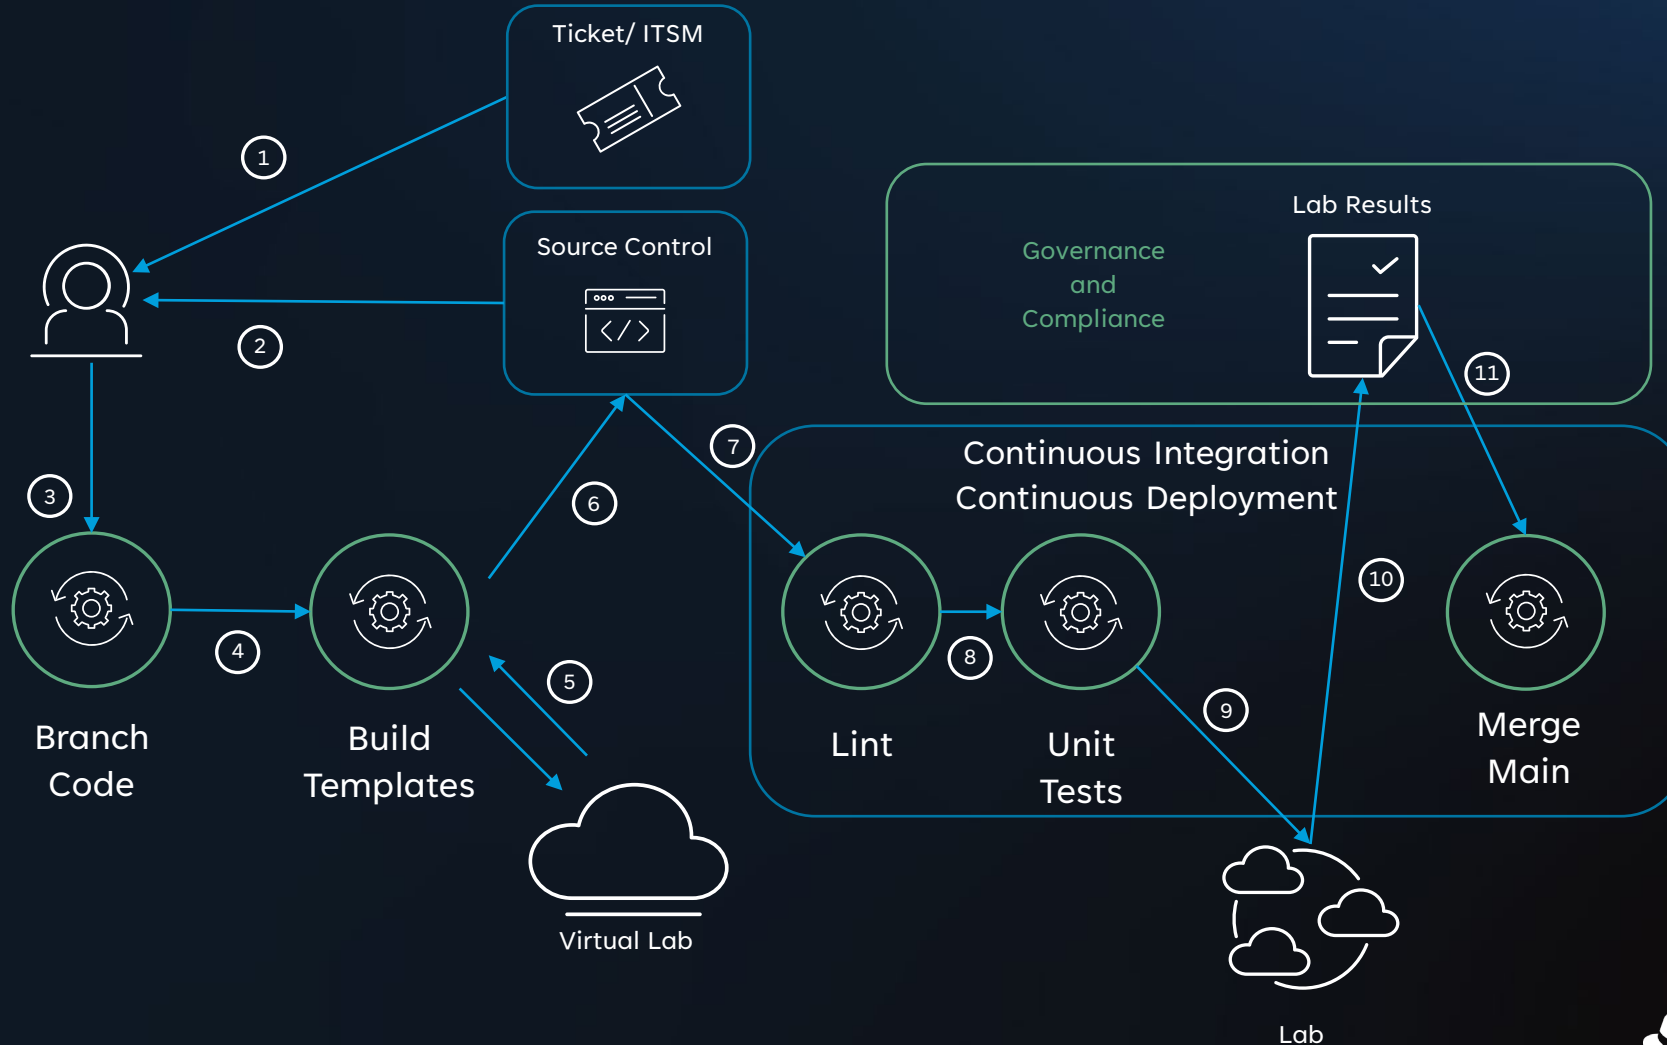 Ticket/ ITSM
1
Source Control
2
Lab Results
Governance
and
Compliance
11
3
6
7
Continuous Integration
Continuous Deployment
10
4
5
8
9
Branch
Code
Build
Templates
Lint
Unit
Tests
Merge
Main
Virtual Lab
Lab